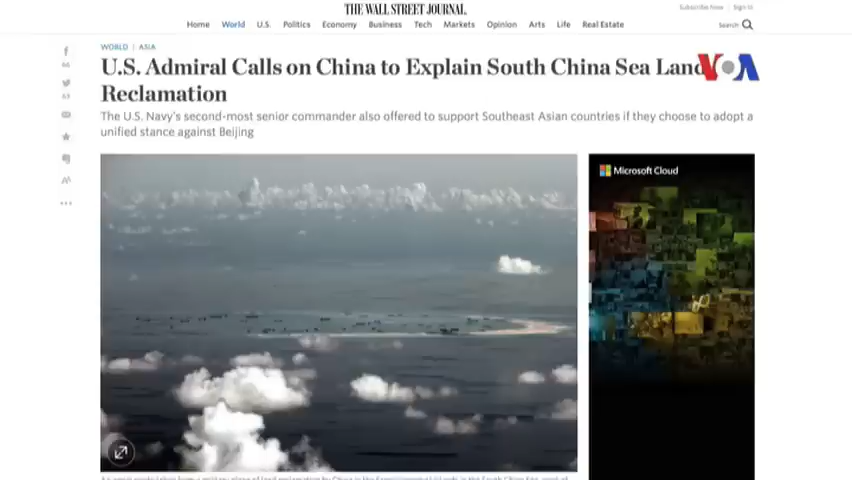 THE WALL STREET JOURNAL.
Subscribe Now | Sign In
Home World U.S. Politics Economy Business Tech Markets Opinion Arts Life Real Estate
Search
WORLD | ASIA
U.S. Admiral Calls on China to Explain South China Sea Land
Reclamation
VOA
The U.S. Navy's second-most senior commander also offered to support Southeast Asian countries if they choose to adopt a
unified stance against Beijing
Microsoft Cloud